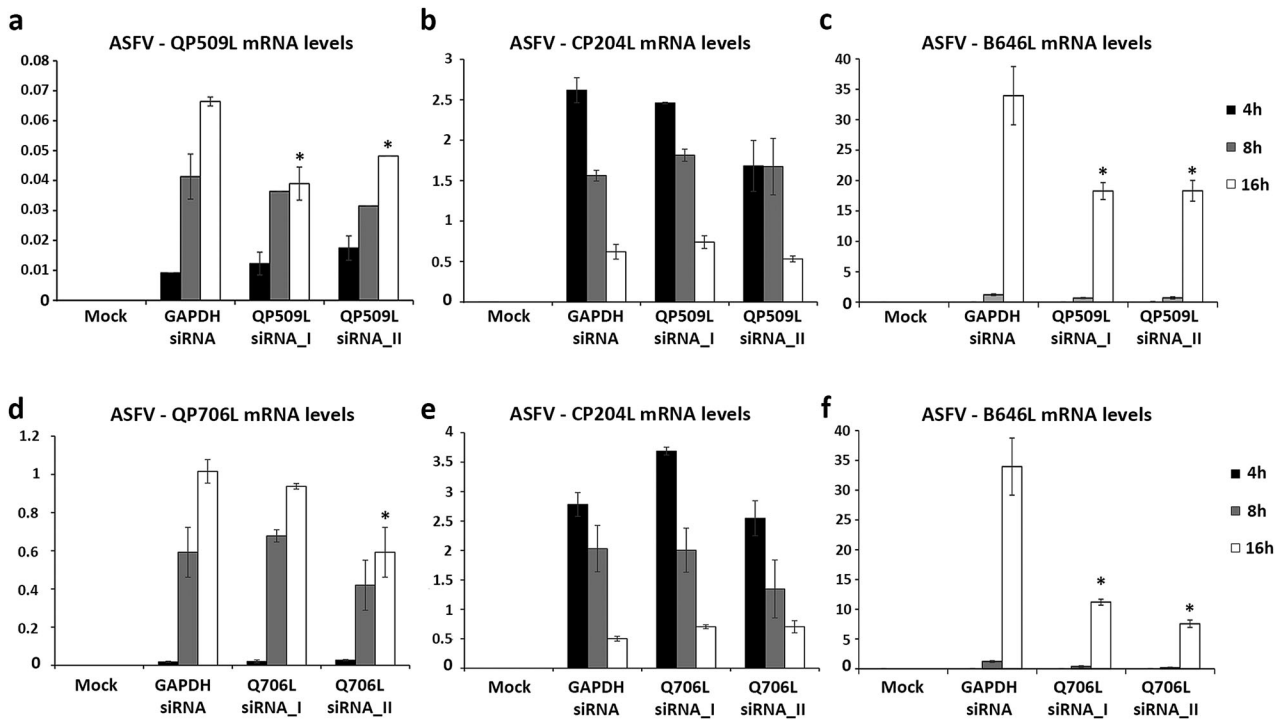 a
ASFV - QP509L mRNA levels
0.08
0.07
0.06
0.05
0.04
0.03
0.02
0.01
0
*
*
Mock
GAPDH
siRNA
QP509L
siRNA_I
QP509L
siRNA_II
b
ASFV - CP204L mRNA levels
3
2.5
2
1.5
1
0.5
0
Mock
GAPDH
siRNA
QP509L
siRNA_I
QP509L
siRNA_II
c
ASFV - B646L mRNA levels
40
35
30
25
20
15
10
5
0
*
*
Mock
GAPDH
siRNA
QP509L
siRNA_I
QP509L
siRNA_II
4h
8h
16h
d
ASFV - QP706L mRNA levels
1.2
1
0.8
0.6
0.4
0.2
0
*
Mock
GAPDH
siRNA
Q706L
siRNA_I
Q706L
siRNA_II
e
ASFV - CP204L mRNA levels
4
3.5
3
2.5
2
1.5
1
0.5
0
Mock
GAPDH
siRNA
Q706L
siRNA_I
Q706L
siRNA_II
f
ASFV - B646L mRNA levels
40
35
30
25
20
15
10
5
0
*
*
Mock
GAPDH
siRNA
Q706L
siRNA_I
Q706L
siRNA_II
4h
8h
16h